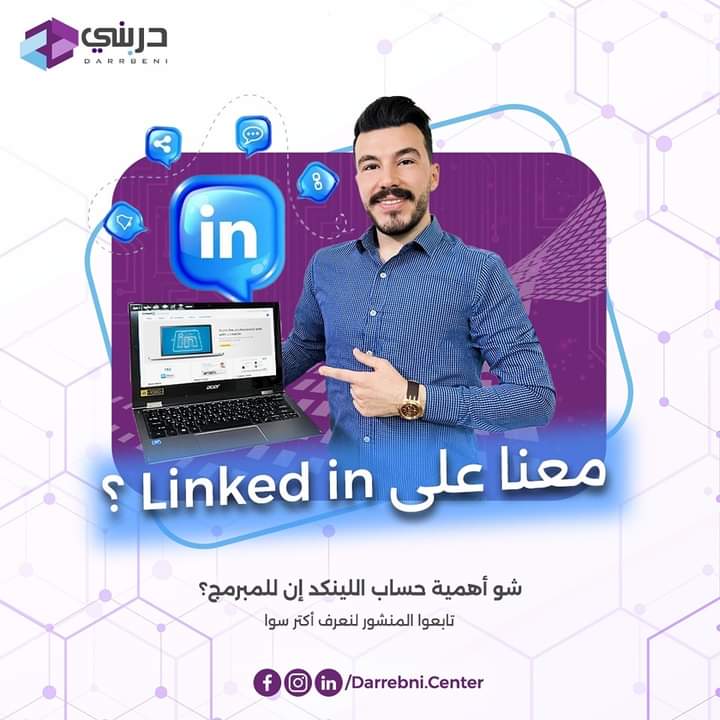 دربني
DARRBENI
in
acer
معنا على Linked in ؟
شو أهمية حساب اللينكد إن للمبرمج؟
تابعوا المنشور لنعرف أكتر سوا
/Darrebni.Center